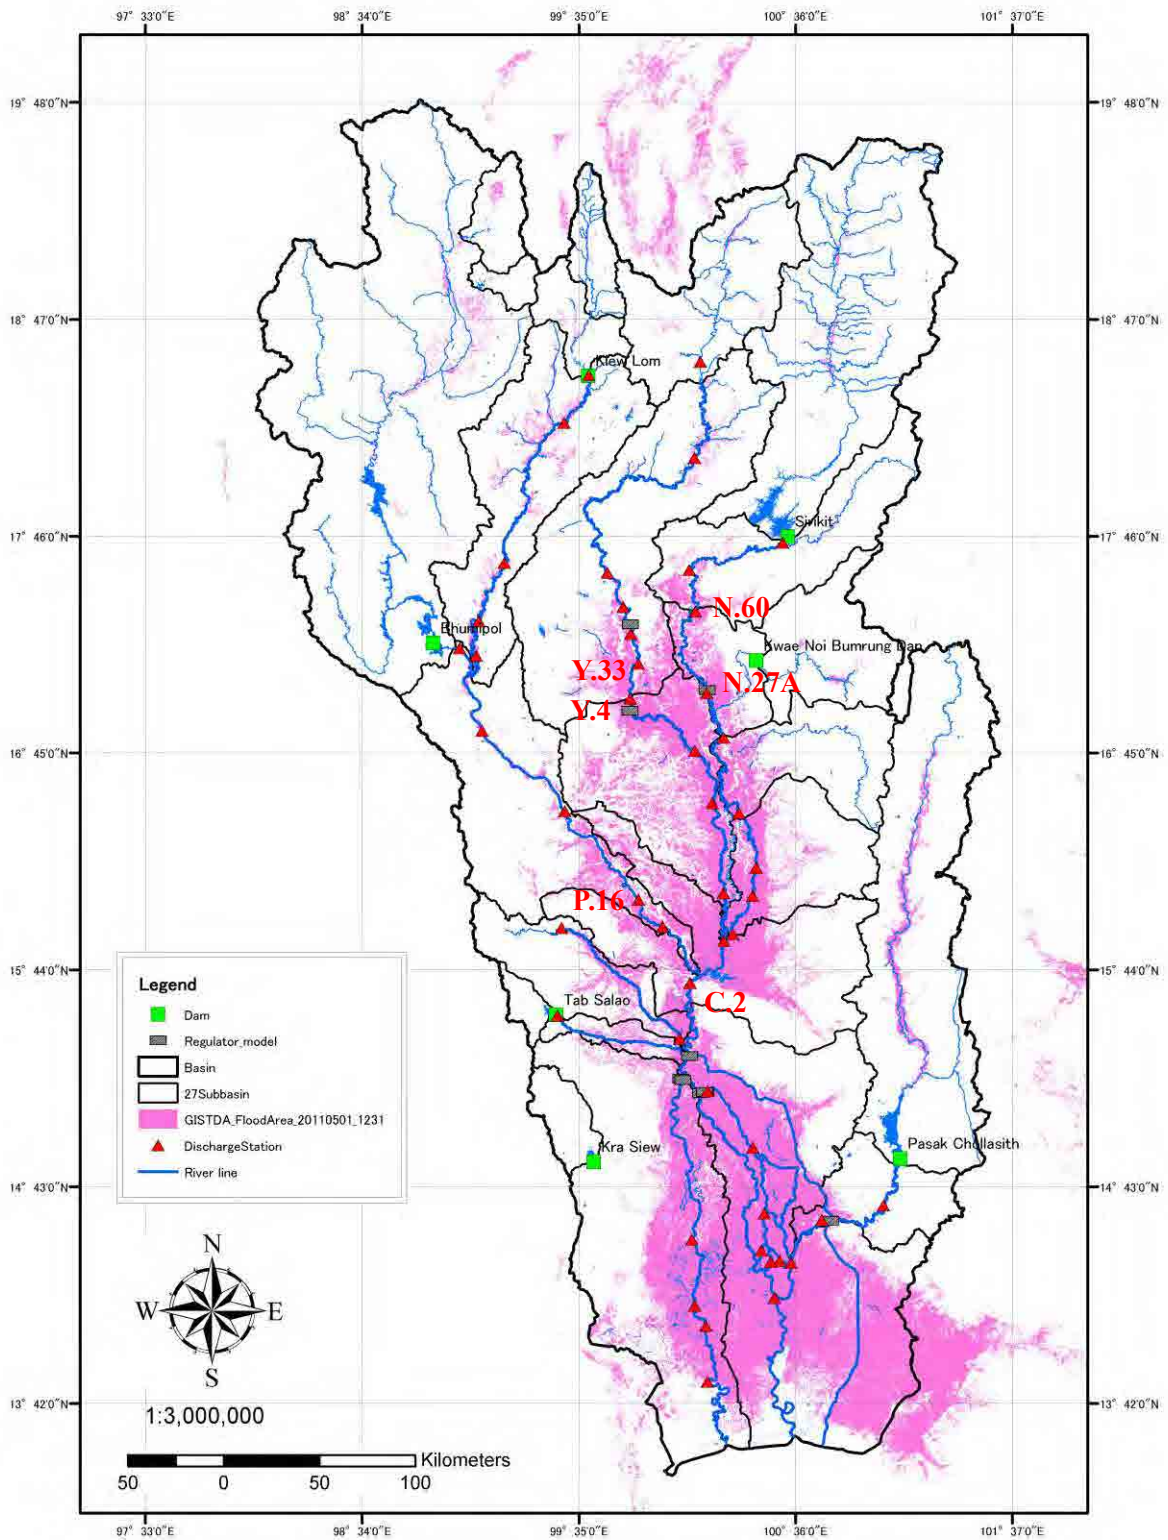 97° 33'0"E 98° 34'0"E 99° 35'0"E 100° 36'0"E 101° 37'0"E
19° 48'0"N 19° 48'0"N
18° 47'0"N 18° 47'0"N
Kiew Lom
Sirikit
17° 46'0"N 17° 46'0"N
N.60
Bhumipol
Kwae Noi Bumrung Dan
Y.33
N.27A
Y.4
16° 45'0"N 16° 45'0"N
P.16
15° 44'0"N 15° 44'0"N
C.2
Tab Salao
Legend
Dam
Regulator_model
Basin
27Subbasin
GISTDA_FloodArea_20110501_1231
DischargeStation
River line
Kra Siew
Pasak Chollasith
14° 43'0"N 14° 43'0"N
N
W E
S
13° 42'0"N 13° 42'0"N
1:3,000,000
Kilometers
50 0 50 100
97° 33'0"E 98° 34'0"E 99° 35'0"E 100° 36'0"E 101° 37'0"E